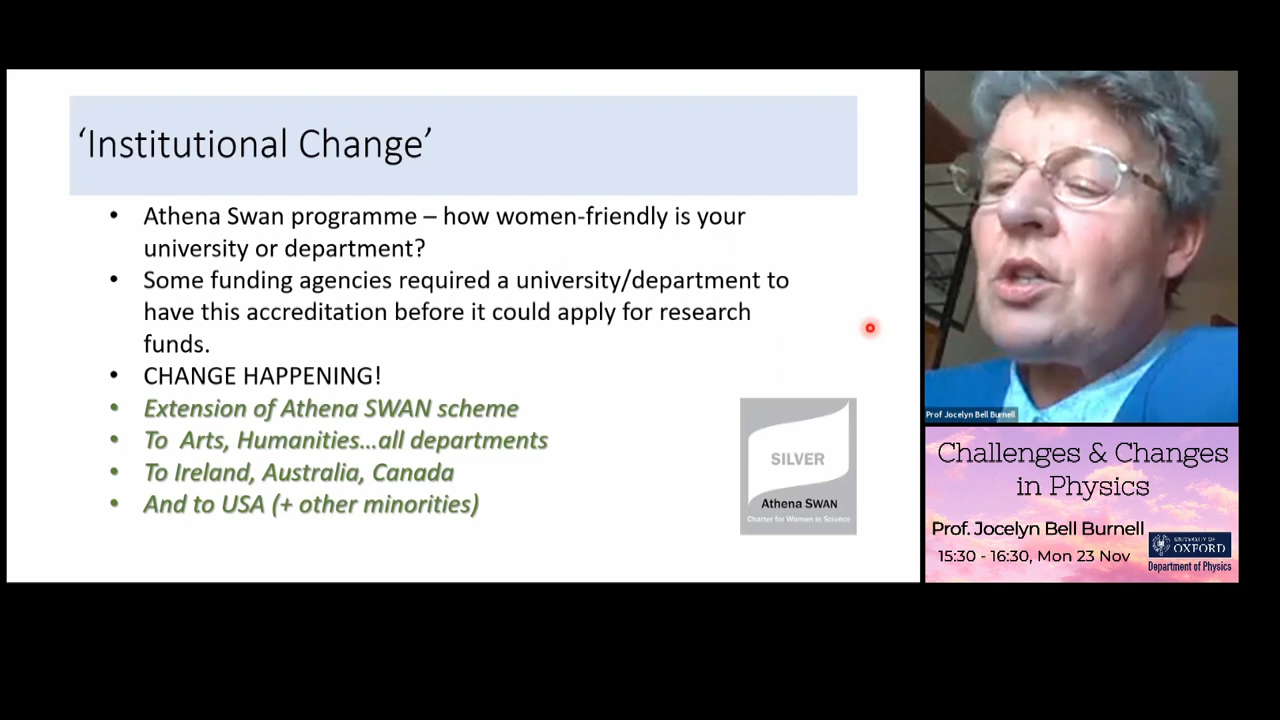 ‘Institutional Change’
• Athena Swan programme – how women-friendly is your
university or department?
• Some funding agencies required a university/department to
have this accreditation before it could apply for research
funds.
• CHANGE HAPPENING!
• Extension of Athena SWAN scheme
• To Arts, Humanities...all departments
• To Ireland, Australia, Canada
• And to USA (+ other minorities)
SILVER
Athena SWAN
Charter for Women in Science
Prof Jocelyn Bell Burnell
Challenges & Changes
in Physics
Prof. Jocelyn Bell Burnell
15:30 - 16:30, Mon 23 Nov
UNIVERSITY OF
OXFORD
Department of Physics